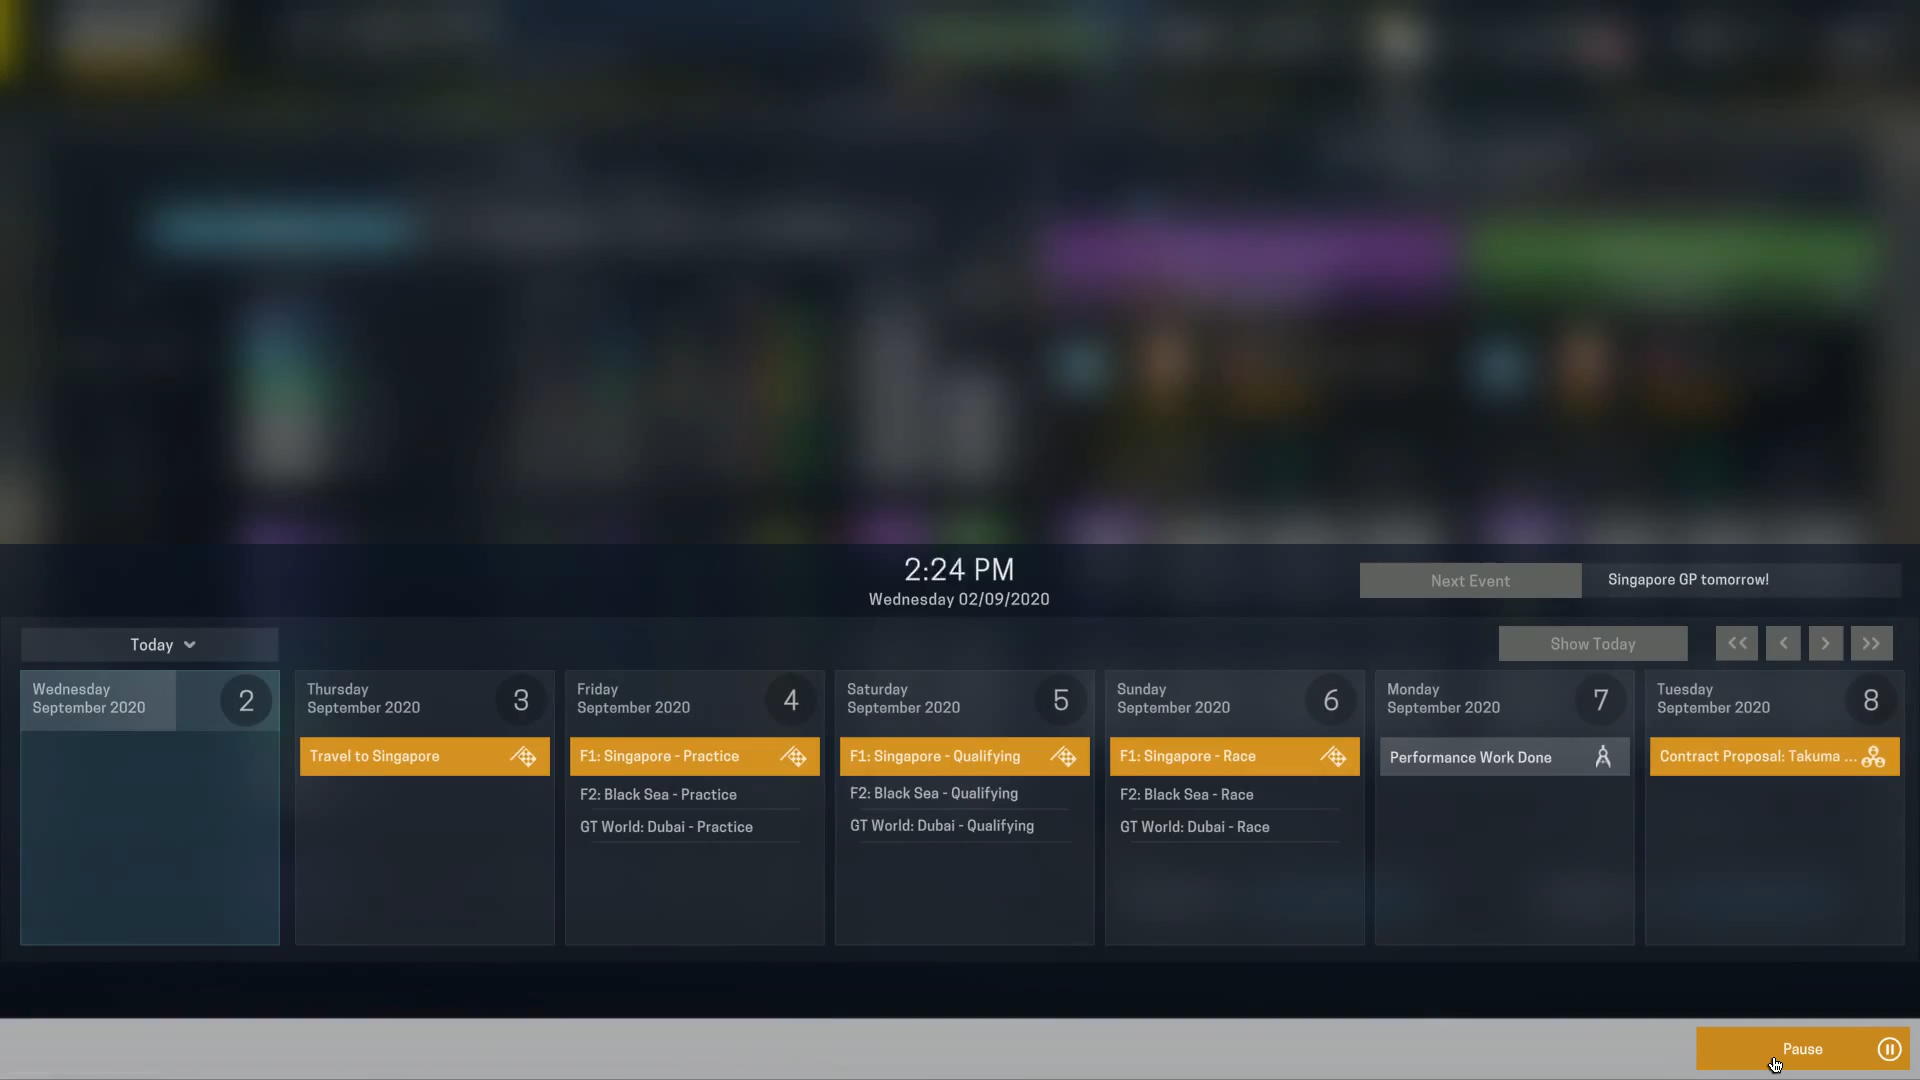 2:24 PM
Wednesday 02/09/2020
Next Event
Singapore GP tomorrow!
Today
Show Today
<<
<
>
>>
Wednesday
September 2020
2
Thursday
September 2020
3
Friday
September 2020
4
Saturday
September 2020
5
Sunday
September 2020
6
Monday
September 2020
7
Tuesday
September 2020
8
Travel to Singapore
F1: Singapore - Practice
F2: Black Sea - Practice
GT World: Dubai - Practice
F1: Singapore - Qualifying
F2: Black Sea - Qualifying
GT World: Dubai - Qualifying
F1: Singapore - Race
F2: Black Sea - Race
GT World: Dubai - Race
Performance Work Done
Contract Proposal: Takuma ...
Pause